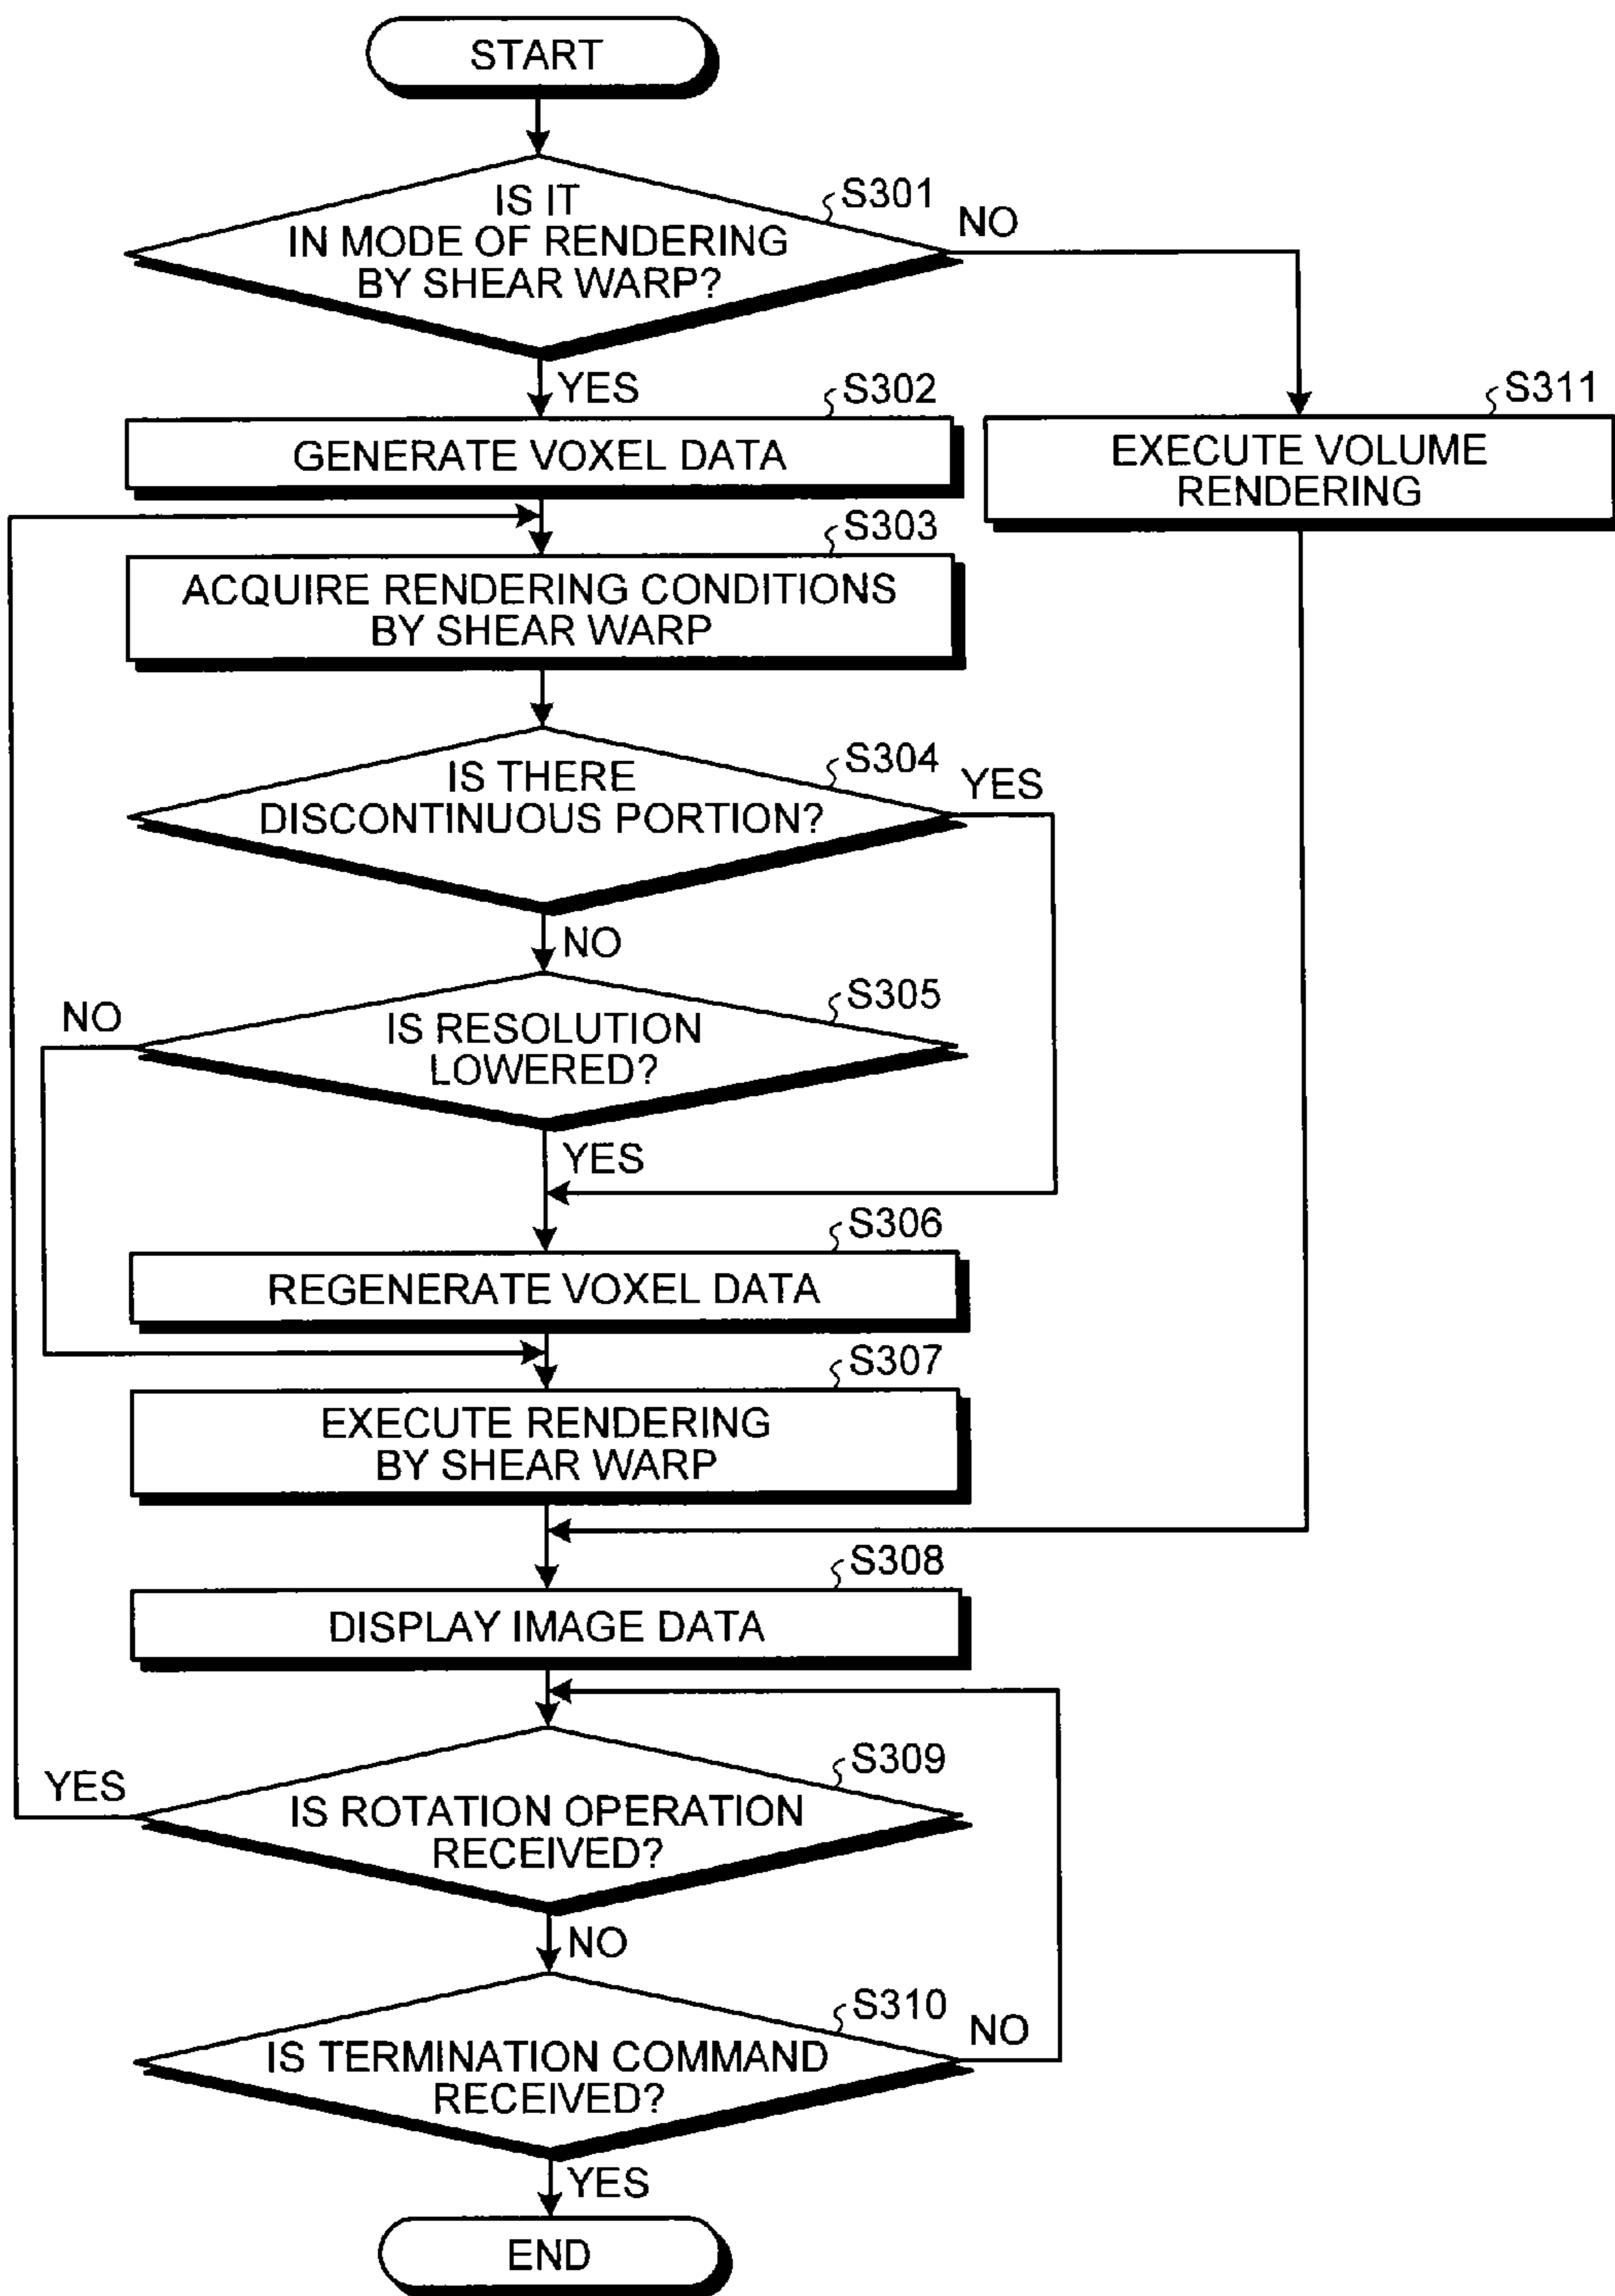 START
IS IT
IN MODE OF RENDERING
BY SHEAR WARP?
S301
NO
YES
S302
GENERATE VOXEL DATA
S311
EXECUTE VOLUME
RENDERING
S303
ACQUIRE RENDERING CONDITIONS
BY SHEAR WARP
S304
IS THERE
DISCONTINUOUS PORTION?
YES
NO
S305
NO
IS RESOLUTION
LOWERED?
YES
S306
REGENERATE VOXEL DATA
S307
EXECUTE RENDERING
BY SHEAR WARP
S308
DISPLAY IMAGE DATA
S309
YES
IS ROTATION OPERATION
RECEIVED?
NO
S310
NO
IS TERMINATION COMMAND
RECEIVED?
YES
END